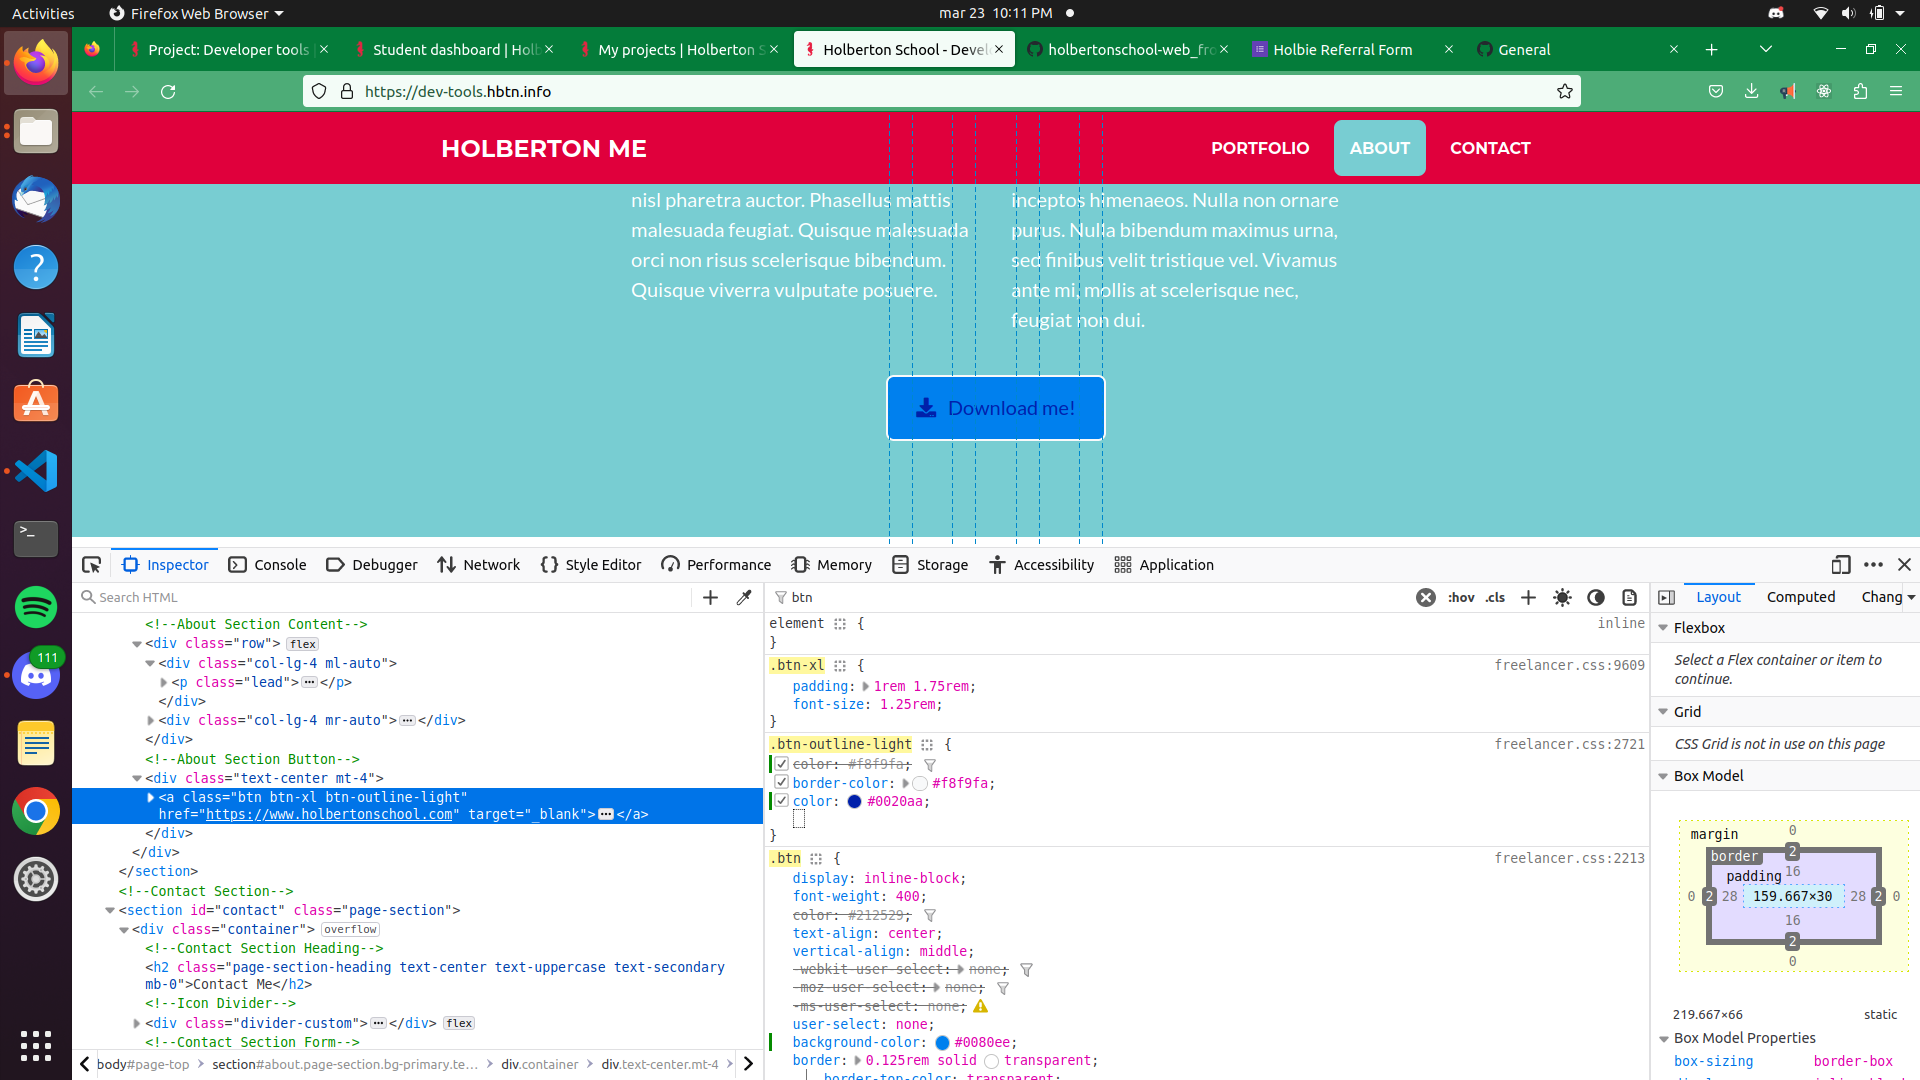 Activities Firefox Web Browser mar 23 10:11 PM
Project: Developer tools | Student dashboard | Holb My projects | Holberton S Holberton School - Develo holbertonschool-web_fro Holbie Referral Form General
https://dev-tools.hbtn.info
HOLBERTON ME PORTFOLIO ABOUT CONTACT
nisl pharetra auctor. Phasellus mattis
malesuada feugiat. Quisque malesuada
orci non risus scelerisque bibendum.
Quisque viverra vulputate posuere.
inceptos himenaeos. Nulla non ornare
purus. Nulla bibendum maximus urna,
sed finibus velit tristique vel. Vivamus
ante mi, mollis at scelerisque nec,
feugiat non dui.
Download me!
Inspector Console Debugger Network Style Editor Performance Memory Storage Accessibility Application
Search HTML
<!--About Section Content-->
<div class="row"> flex
<div class="col-lg-4 ml-auto">
<p class="lead"> ••• </p>
</div>
<div class="col-lg-4 mr-auto"> ••• </div>
</div>
<!--About Section Button-->
<div class="text-center mt-4">
<a class="btn btn-xl btn-outline-light"
href="https://www.holbertonschool.com" target="_blank"> ••• </a>
</div>
</div>
</section>
<!--Contact Section-->
<section id="contact" class="page-section">
<div class="container"> overflow
<!--Contact Section Heading-->
<h2 class="page-section-heading text-center text-uppercase text-secondary
mb-0">Contact Me</h2>
<!--Icon Divider-->
<div class="divider-custom"> ••• </div> flex
<!--Contact Section Form-->
body#page-top section#about.page-section.bg-primary.te… div.container div.text-center.mt-4
btn :hov .cls
element { inline
}
.btn-xl { freelancer.css:9609
padding: 1rem 1.75rem;
font-size: 1.25rem;
}
.btn-outline-light { freelancer.css:2721
color: #f8f9fa;
border-color: #f8f9fa;
color: #0020aa;
}
.btn { freelancer.css:2213
display: inline-block;
font-weight: 400;
color: #212529;
text-align: center;
vertical-align: middle;
-webkit-user-select: none;
-moz-user-select: none;
-ms-user-select: none;
user-select: none;
background-color: #0080ee;
border: 0.125rem solid transparent;
border-top-color: transparent;
Layout Computed Chang
Flexbox
Select a Flex container or item to
continue.
Grid
CSS Grid is not in use on this page
Box Model
margin 0
border 2
padding 16
0 2 28 159.667×30 28 2 0
16
2
0
219.667×66 static
Box Model Properties
box-sizing border-box
111